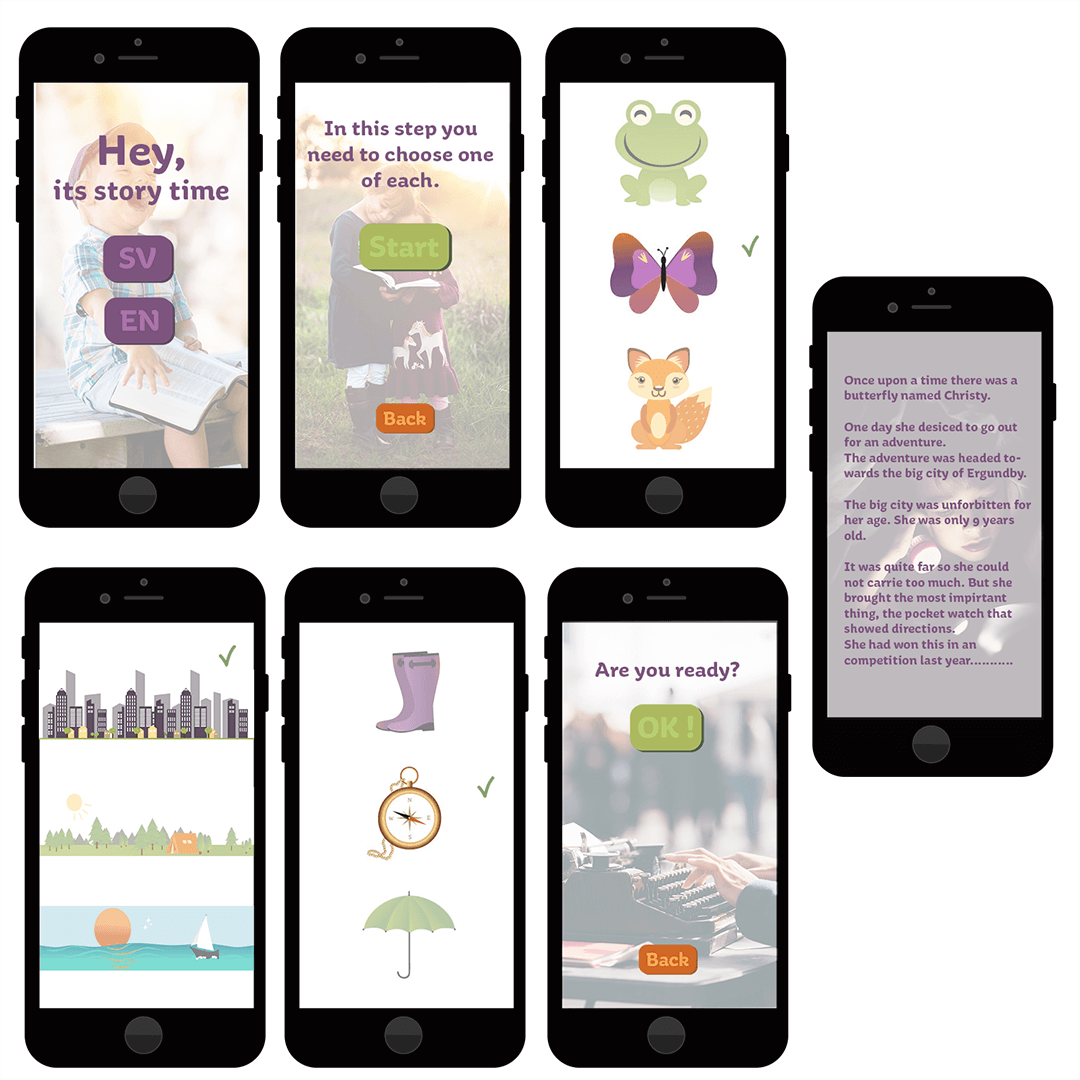 Hey,
its story time
SV
EN
In this step you
need to choose one
of each.
Start
Back
Once upon a time there was a
butterfly named Christy.
One day she desiced to go out
for an adventure.
The adventure was headed to-
wards the big city of Ergundby.
The big city was unforbitten for
her age. She was only 9 years
old.
It was quite far so she could
not carrie too much. But she
brought the most impirtant
thing, the pocket watch that
showed directions.
She had won this in an
competition last year...........
N
W E
S
Are you ready?
OK !
Back